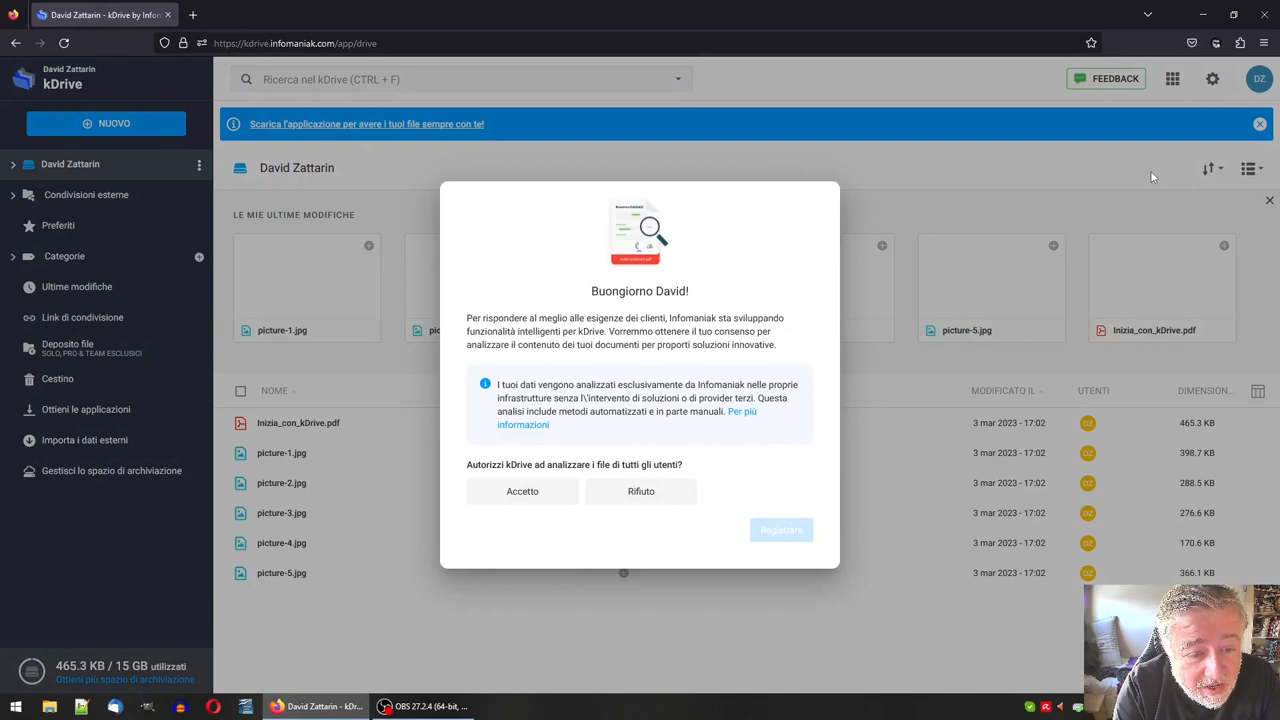 David Zattarin - kDrive by Infom
https://kdrive.infomaniak.com/app/drive
David Zattarin
kDrive
Ricerca nel kDrive (CTRL + F)
FEEDBACK
DZ
NUOVO
Scarica l'applicazione per avere i tuoi file sempre con te!
David Zattarin
Condivisioni esterne
Preferiti
Categorie
Ultime modifiche
Link di condivisione
Deposito file
SOLO, PRO & TEAM ESCLUSICI
Cestino
Ottieni le applicazioni
Importa i dati esterni
Gestisci lo spazio di archiviazione
465.3 KB / 15 GB utilizzati
Ottieni più spazio di archiviazione
David Zattarin
LE MIE ULTIME MODIFICHE
picture-1.jpg
pic
picture-5.jpg
Inizia_con_kDrive.pdf
NOME
MODIFICATO IL
UTENTI
DIMENSION...
Inizia_con_kDrive.pdf
3 mar 2023 - 17:02
DZ
465.3 KB
picture-1.jpg
3 mar 2023 - 17:02
DZ
398.7 KB
picture-2.jpg
3 mar 2023 - 17:02
DZ
288.5 KB
picture-3.jpg
3 mar 2023 - 17:02
DZ
276.6 KB
picture-4.jpg
3 mar 2023 - 17:02
DZ
170.6 KB
picture-5.jpg
3 mar 2023 - 17:02
DZ
366.1 KB
Buongiorno David!
Per rispondere al meglio alle esigenze dei clienti, Infomaniak sta sviluppando
funzionalità intelligenti per kDrive. Vorremmo ottenere il tuo consenso per
analizzare il contenuto dei tuoi documenti per proporti soluzioni innovative.
I tuoi dati vengono analizzati esclusivamente da Infomaniak nelle proprie
infrastrutture senza l\'intervento di soluzioni o di provider terzi. Questa
analisi include metodi automatizzati e in parte manuali. Per più
informazioni
Autorizzi kDrive ad analizzare i file di tutti gli utenti?
Accetto
Rifiuto
Registrare
David Zattarin - kDr...
OBS 27.2.4 (64-bit, ...